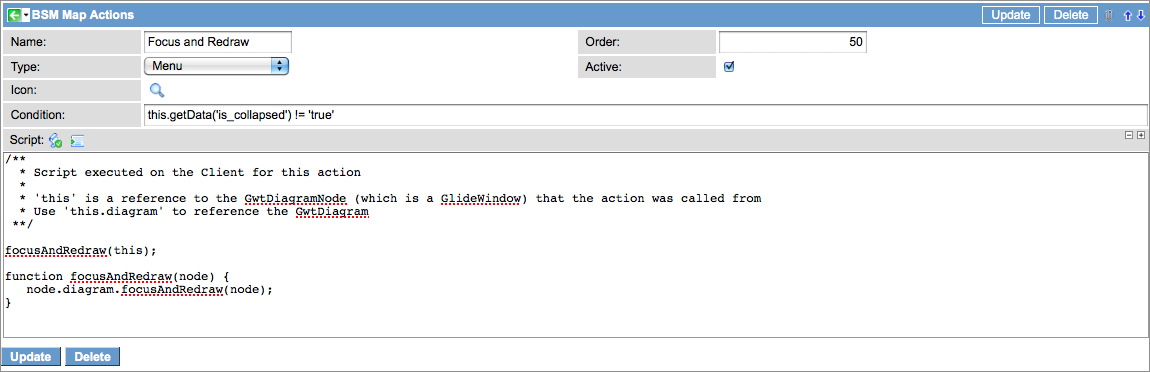 BSM Map Actions Update Delete
Name: Focus and Redraw Order: 50
Type: Menu Active:
Icon:
Condition: this.getData('is_collapsed') != 'true'
Script:
/**
 * Script executed on the Client for this action
 *
 * 'this' is a reference to the GwtDiagramNode (which is a GlideWindow) that the action was called from
 * Use 'this.diagram' to reference the GwtDiagram
 **/
focusAndRedraw(this);
function focusAndRedraw(node) {
   node.diagram.focusAndRedraw(node);
}
Update Delete